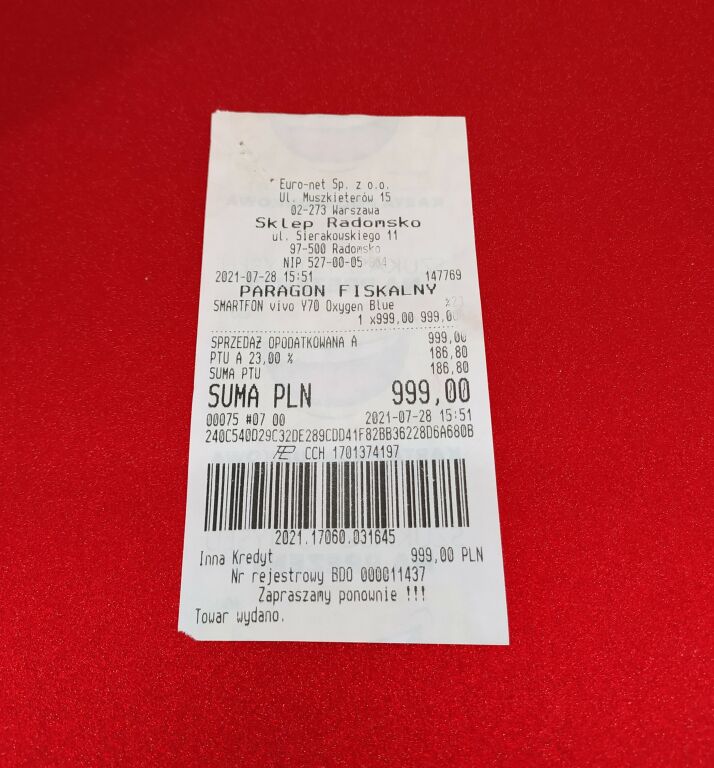 Euro-net Sp. z o.o.
Ul. Muszkieterów 15
02-273 Warszawa
Sklep Radomsko
ul. Sierakowskiego 11
97-500 Radomsko
NIP 527-00-05-984
2021-07-28 15:51 147769
PARAGON FISKALNY
SMARTFON vivo Y70 Oxygen Blue
1 x999,00 999,00
SPRZEDAŻ OPODATKOWANA A 999,00
PTU A 23,00 % 186,80
SUMA PTU 186,80
SUMA PLN 999,00
00075 #07 00 2021-07-28 15:51
240C540D29C32DE289CDD41F82BB36228D6A680B
CCH 1701374197
2021.17060.031645
Inna Kredyt 999,00 PLN
Nr rejestrowy BDO 000011437
Zapraszamy ponownie !!!
Towar wydano.